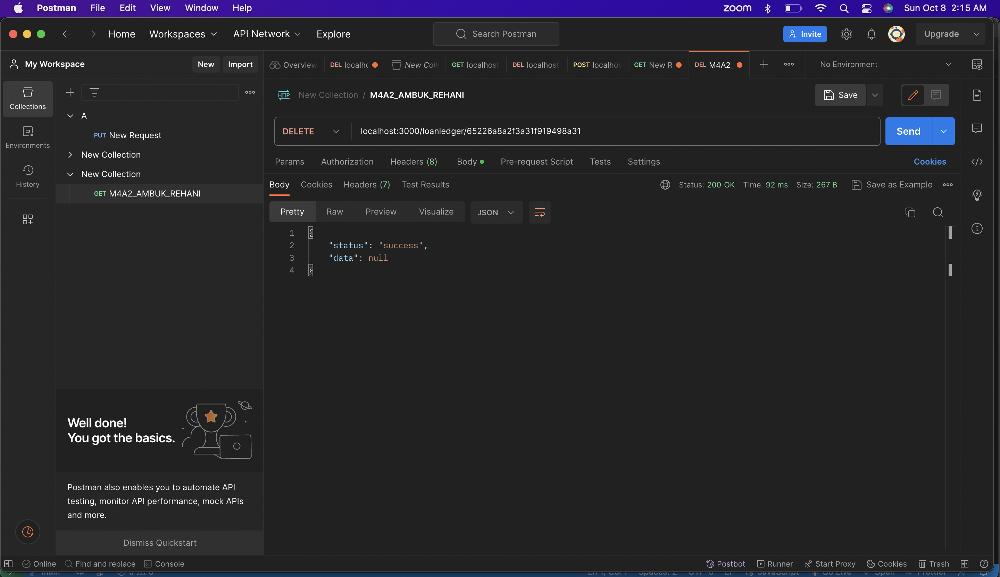 Postman File Edit View Window Help zoom Sun Oct 8 2:15 AM
Home Workspaces API Network Explore Search Postman Invite Upgrade
My Workspace New Import
Overview DEL localhc New Coll GET localhost DEL localhost: POST localhos GET New R DEL M4A2_ No Environment
Collections
Environments
History
A
PUT New Request
New Collection
New Collection
GET M4A2_AMBUK_REHANI
HTTP New Collection / M4A2_AMBUK_REHANI Save
DELETE localhost:3000/loanledger/65226a8a2f3a31f919498a31 Send
Params Authorization Headers (8) Body Pre-request Script Tests Settings Cookies
Body Cookies Headers (7) Test Results Status: 200 OK Time: 92 ms Size: 267 B Save as Example
Pretty Raw Preview Visualize JSON
1 {
2 "status": "success",
3 "data": null
4 }
Well done!
You got the basics.
Postman also enables you to automate API
testing, monitor API performance, mock APIs
and more.
Dismiss Quickstart
Online Find and replace Console Postbot Runner Start Proxy Cookies Trash